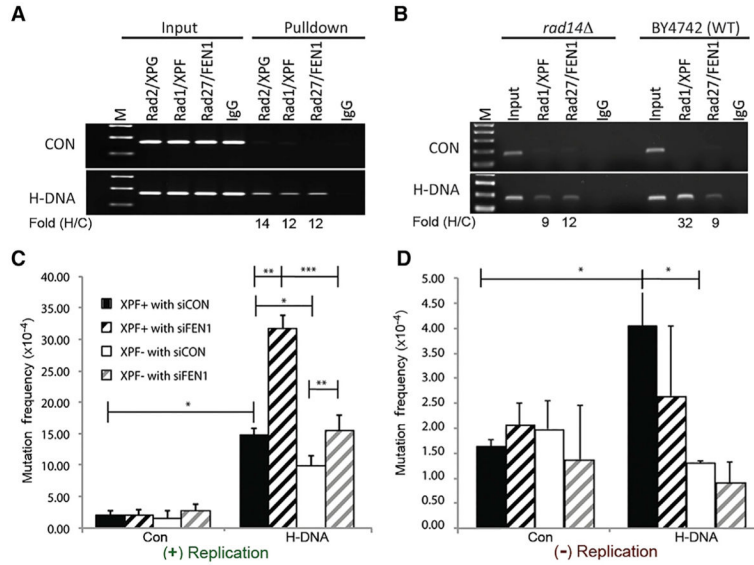 A
Input Pulldown
M Rad2/XPG Rad1/XPF Rad27/FEN1 IgG Rad2/XPG Rad1/XPF Rad27/FEN1 IgG
CON
H-DNA
Fold (H/C) 14 12 12
B
rad14Δ BY4742 (WT)
M Input Rad1/XPF Rad27/FEN1 IgG Input Rad1/XPF Rad27/FEN1 IgG
CON
H-DNA
Fold (H/C) 9 12 32 9
C
Mutation frequency (x10⁻⁴)
40.00
35.00
30.00
25.00
20.00
15.00
10.00
5.00
0.00
XPF+ with siCON
XPF+ with siFEN1
XPF- with siCON
XPF- with siFEN1
** ***
*
**
*
Con H-DNA
(+) Replication
D
Mutation frequency (x10⁻⁴)
5.00
4.50
4.00
3.50
3.00
2.50
2.00
1.50
1.00
0.50
0.00
* *
Con H-DNA
(-) Replication